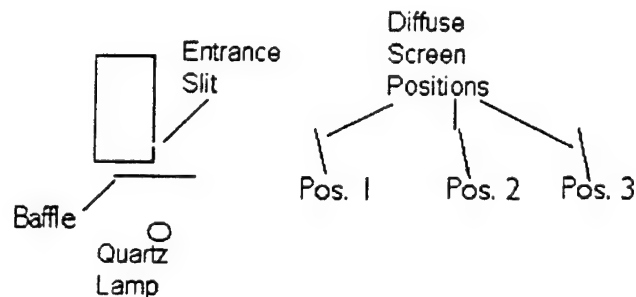 Entrance
Slit
Diffuse
Screen
Positions
Pos. 1
Pos. 2
Pos. 3
Baffle
Quartz
Lamp